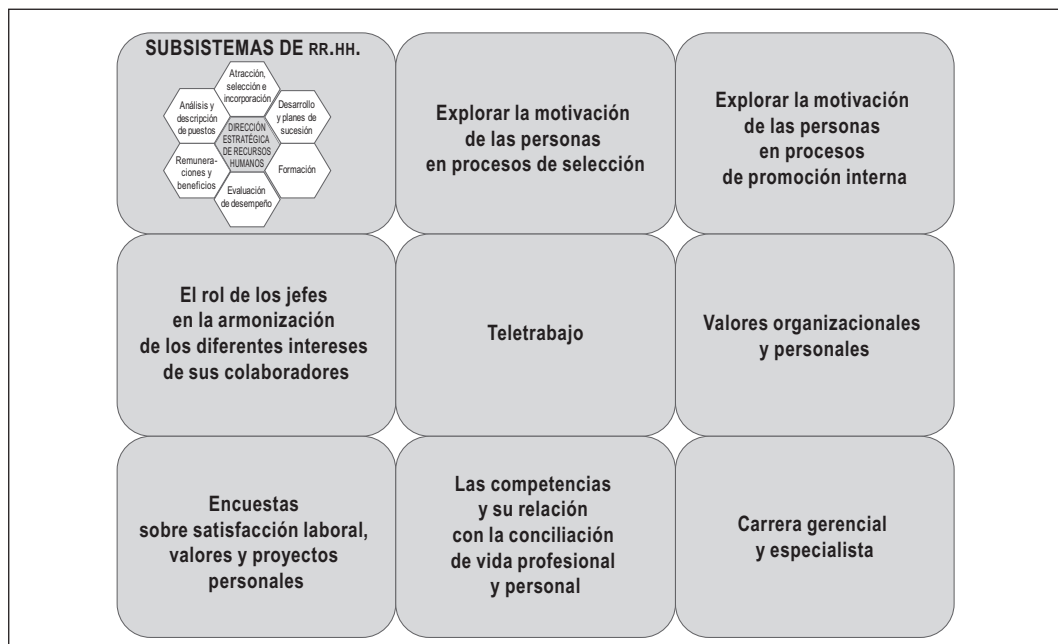 SUBSISTEMAS DE RR.HH.
Atracción,
selección e
incorporación
Análisis y
descripción
de puestos
Desarrollo
y planes de
sucesión
DIRECCIÓN
ESTRATÉGICA
DE RECURSOS
HUMANOS
Remunera-
ciones y
beneficios
Formación
Evaluación
de desempeño
Explorar la motivación
de las personas
en procesos de selección
Explorar la motivación
de las personas
en procesos
de promoción interna
El rol de los jefes
en la armonización
de los diferentes intereses
de sus colaboradores
Teletrabajo
Valores organizacionales
y personales
Encuestas
sobre satisfacción laboral,
valores y proyectos
personales
Las competencias
y su relación
con la conciliación
de vida profesional
y personal
Carrera gerencial
y especialista